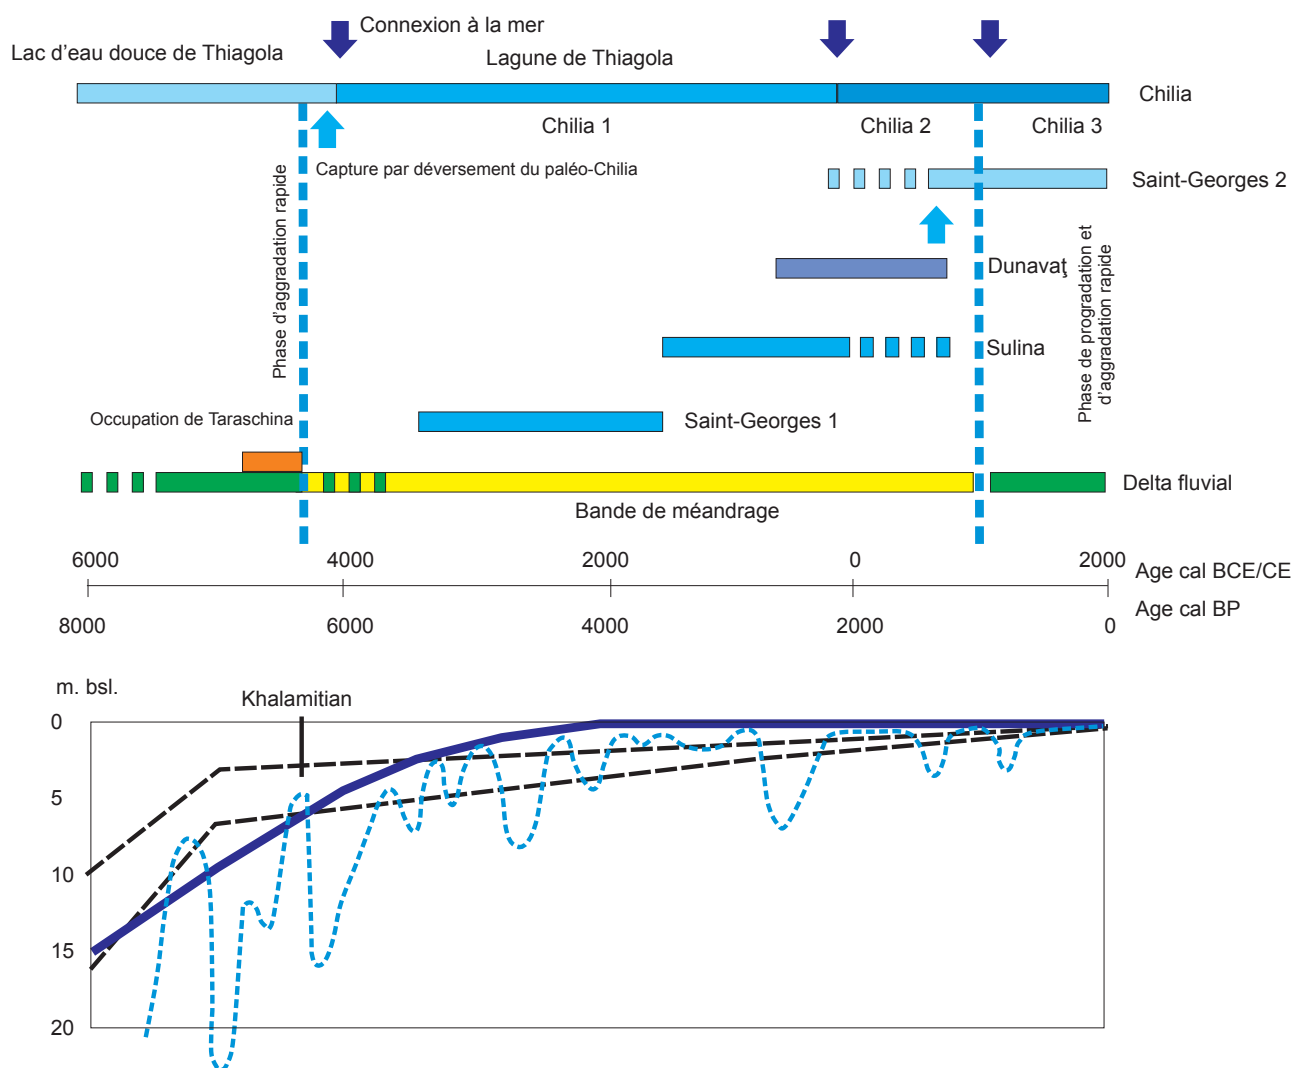 Connexion à la mer
Lac d'eau douce de Thiagola
Lagune de Thiagola
Chilia
Chilia 1
Chilia 2
Chilia 3
Capture par déversement du paléo-Chilia
Saint-Georges 2
Phase d'aggradation rapide
Phase de progradation et
d'aggradation rapide
Dunavaţ
Sulina
Occupation de Taraschina
Saint-Georges 1
Delta fluvial
Bande de méandrage
6000 4000 2000 0 2000
Age cal BCE/CE
8000 6000 4000 2000 0
Age cal BP
m. bsl.
Khalamitian
0
5
10
15
20